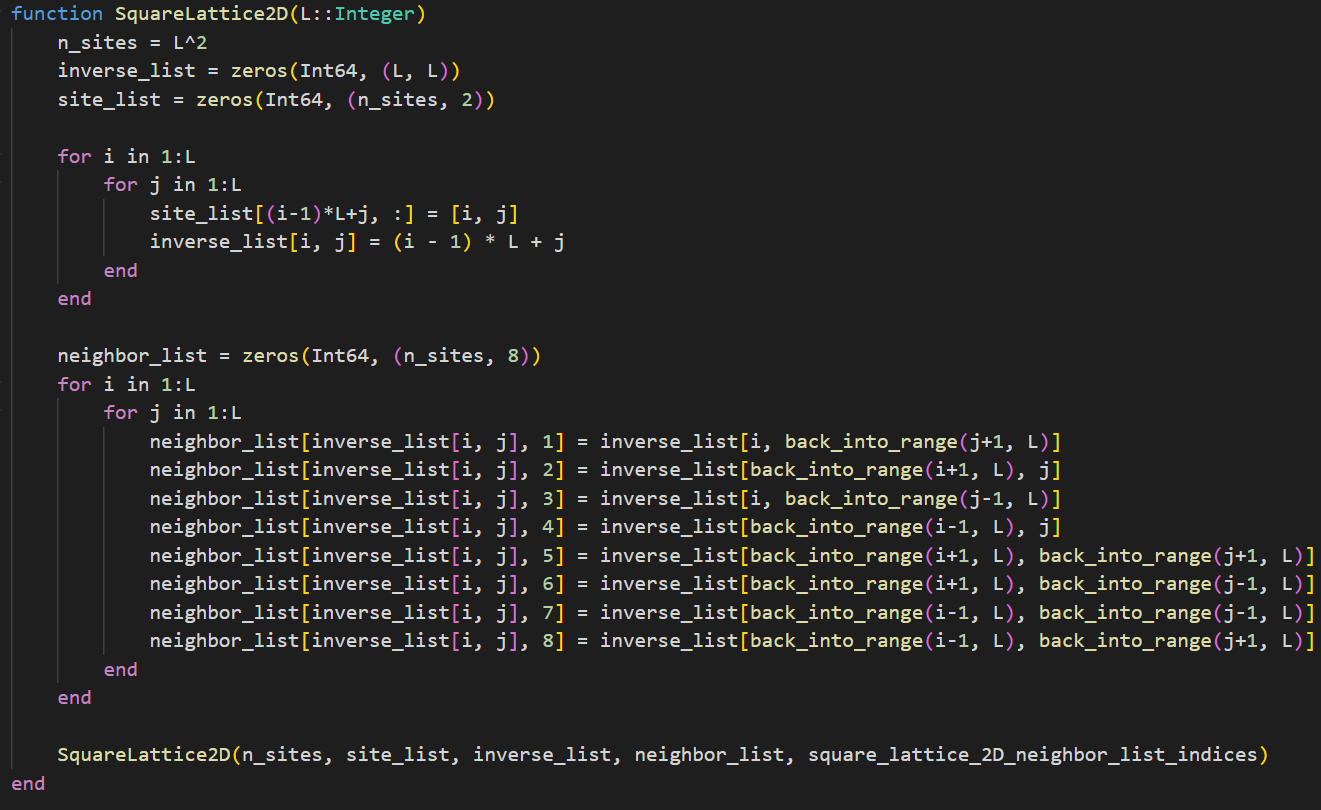 function SquareLattice2D(L::Integer)
    n_sites = L^2
    inverse_list = zeros(Int64, (L, L))
    site_list = zeros(Int64, (n_sites, 2))

    for i in 1:L
        for j in 1:L
            site_list[(i-1)*L+j, :] = [i, j]
            inverse_list[i, j] = (i - 1) * L + j
        end
    end

    neighbor_list = zeros(Int64, (n_sites, 8))
    for i in 1:L
        for j in 1:L
            neighbor_list[inverse_list[i, j], 1] = inverse_list[i, back_into_range(j+1, L)]
            neighbor_list[inverse_list[i, j], 2] = inverse_list[back_into_range(i+1, L), j]
            neighbor_list[inverse_list[i, j], 3] = inverse_list[i, back_into_range(j-1, L)]
            neighbor_list[inverse_list[i, j], 4] = inverse_list[back_into_range(i-1, L), j]
            neighbor_list[inverse_list[i, j], 5] = inverse_list[back_into_range(i+1, L), back_into_range(j+1, L)]
            neighbor_list[inverse_list[i, j], 6] = inverse_list[back_into_range(i+1, L), back_into_range(j-1, L)]
            neighbor_list[inverse_list[i, j], 7] = inverse_list[back_into_range(i-1, L), back_into_range(j-1, L)]
            neighbor_list[inverse_list[i, j], 8] = inverse_list[back_into_range(i-1, L), back_into_range(j+1, L)]
        end
    end

    SquareLattice2D(n_sites, site_list, inverse_list, neighbor_list, square_lattice_2D_neighbor_list_indices)
end